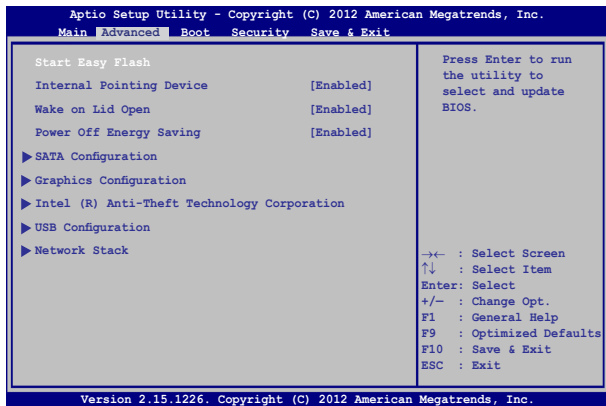 Aptio Setup Utility - Copyright (C) 2012 American Megatrends, Inc.
Main Advanced Boot Security Save & Exit
Start Easy Flash
Internal Pointing Device [Enabled]
Wake on Lid Open [Enabled]
Power Off Energy Saving [Enabled]
SATA Configuration
Graphics Configuration
Intel (R) Anti-Theft Technology Corporation
USB Configuration
Network Stack
Press Enter to run
the utility to
select and update
BIOS.
→← : Select Screen
↑↓ : Select Item
Enter: Select
+/— : Change Opt.
F1 : General Help
F9 : Optimized Defaults
F10 : Save & Exit
ESC : Exit
Version 2.15.1226. Copyright (C) 2012 American Megatrends, Inc.